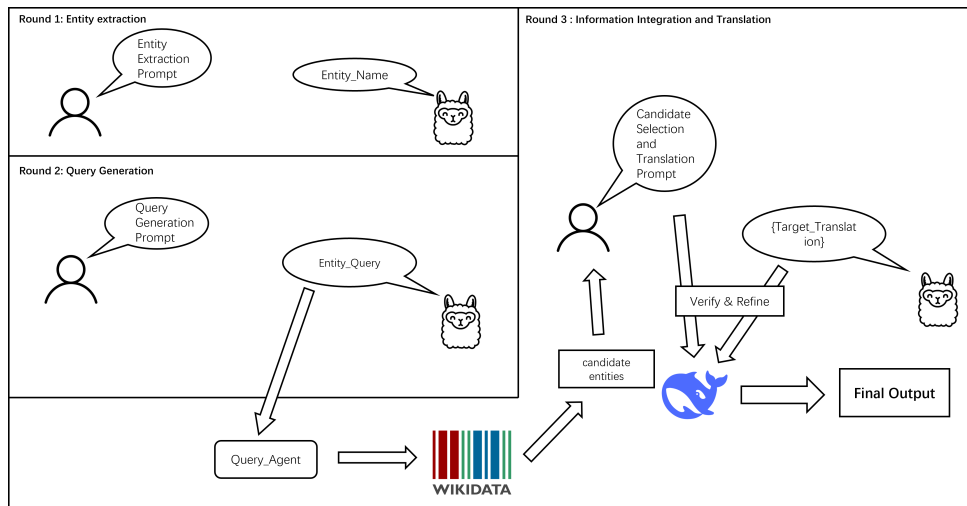 Round 1: Entity extraction
Entity
Extraction
Prompt
Entity_Name
Round 2: Query Generation
Query
Generation
Prompt
Entity_Query
Query_Agent
WIKIDATA
Round 3 : Information Integration and Translation
Candidate
Selection
and
Translation
Prompt
{Target_Translat
ion}
Verify & Refine
candidate
entities
Final Output